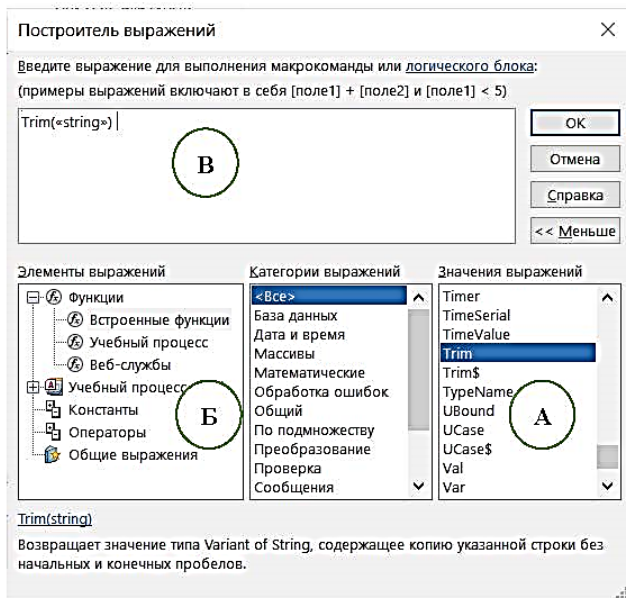 Построитель выражений
Введите выражение для выполнения макрокоманды или логического блока:
(примеры выражений включают в себя [поле1] + [поле2] и [поле1] < 5)
Trim(«string»)
В
ОК
Отмена
Справка
<< Меньше
Элементы выражений
Функции
Встроенные функции
Учебный процесс
Веб-службы
Учебный процесс
Константы
Операторы
Общие выражения
Б
Категории выражений
<Все>
База данных
Дата и время
Массивы
Математические
Обработка ошибок
Общий
По подмножеству
Преобразование
Проверка
Сообщения
Значения выражений
Timer
TimeSerial
TimeValue
Trim
Trim$
TypeName
UBound
UCase
UCase$
Val
Var
А
Trim(string)
Возвращает значение типа Variant of String, содержащее копию указанной строки без
начальных и конечных пробелов.